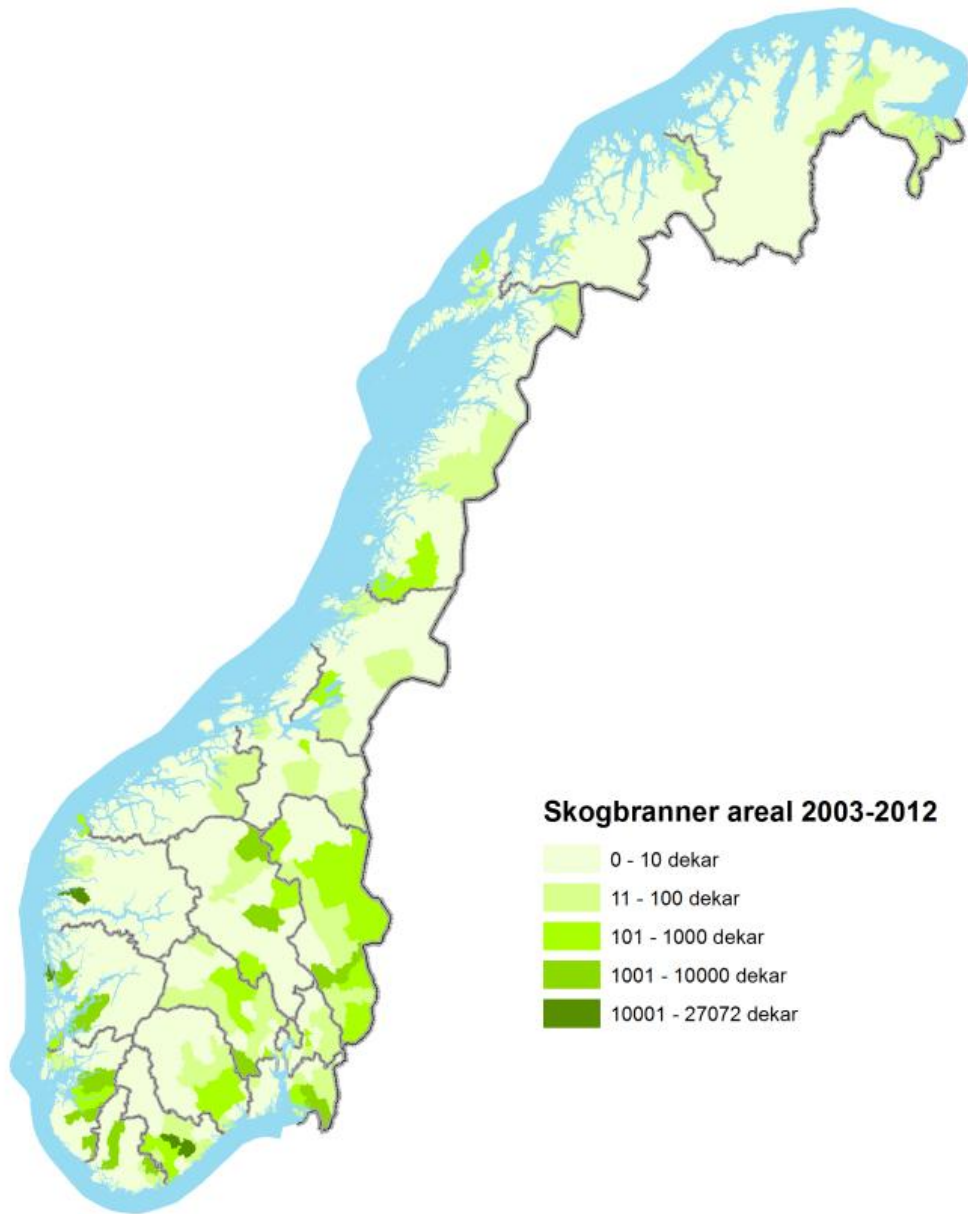 Skogbranner areal 2003-2012
0 - 10 dekar
11 - 100 dekar
101 - 1000 dekar
1001 - 10000 dekar
10001 - 27072 dekar